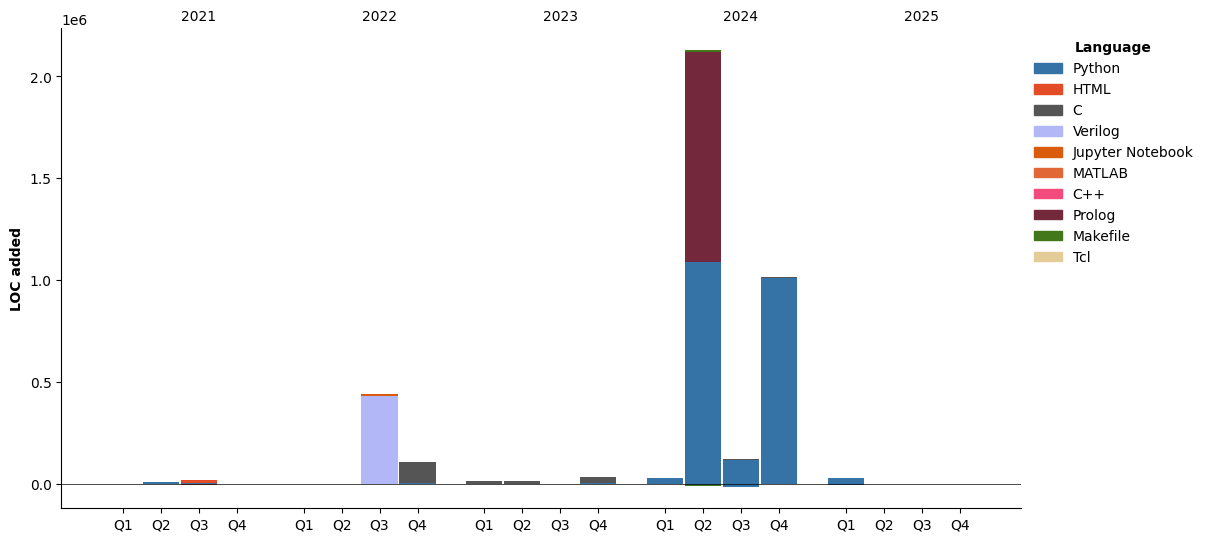 1e6
2021 2022 2023 2024 2025
LOC added
2.0
1.5
1.0
0.5
0.0
Q1 Q2 Q3 Q4 Q1 Q2 Q3 Q4 Q1 Q2 Q3 Q4 Q1 Q2 Q3 Q4 Q1 Q2 Q3 Q4
Language
Python
HTML
C
Verilog
Jupyter Notebook
MATLAB
C++
Prolog
Makefile
Tcl